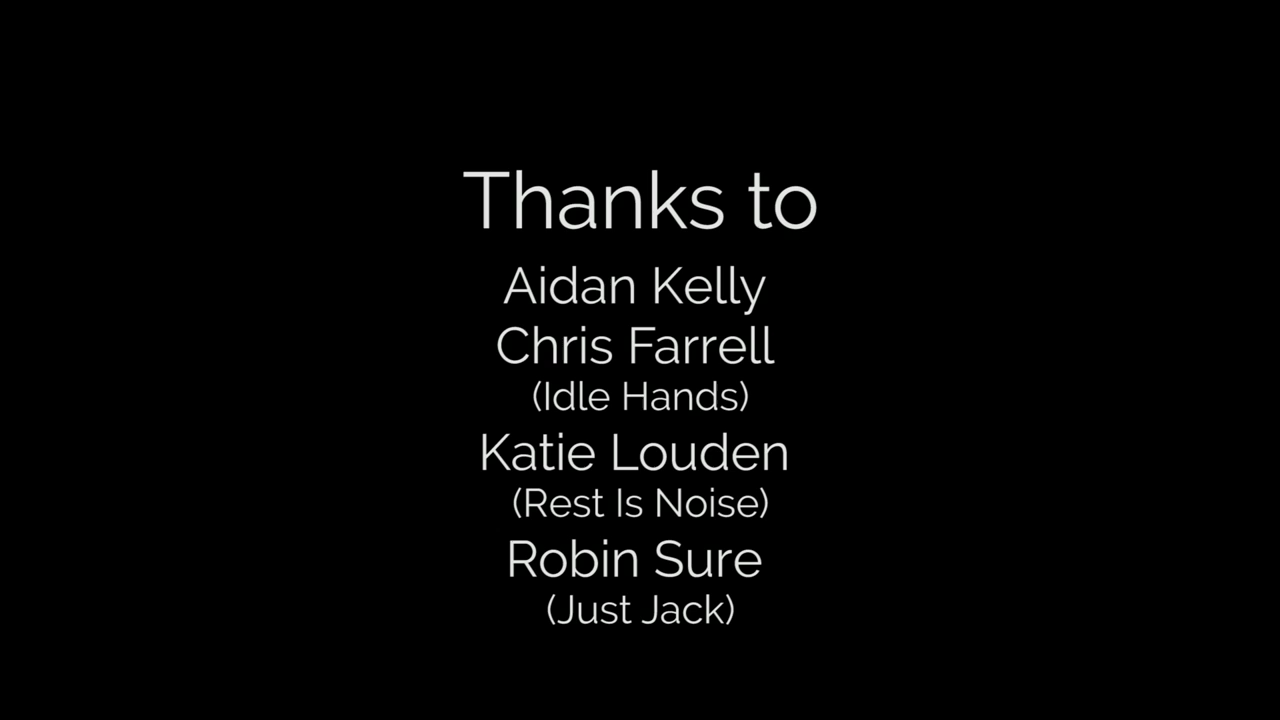 Thanks to
Aidan Kelly
Chris Farrell
(Idle Hands)
Katie Louden
(Rest Is Noise)
Robin Sure
(Just Jack)